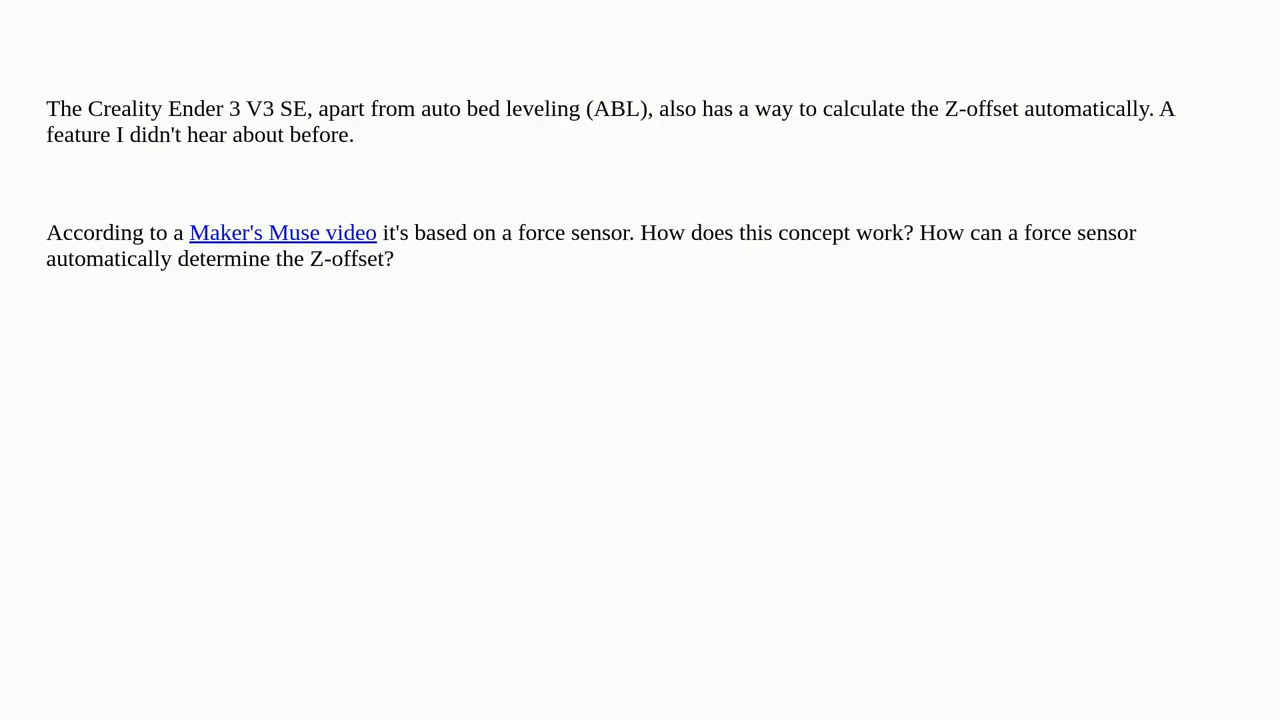 The Creality Ender 3 V3 SE, apart from auto bed leveling (ABL), also has a way to calculate the Z-offset automatically. A
feature I didn't hear about before.
According to a Maker's Muse video it's based on a force sensor. How does this concept work? How can a force sensor
automatically determine the Z-offset?